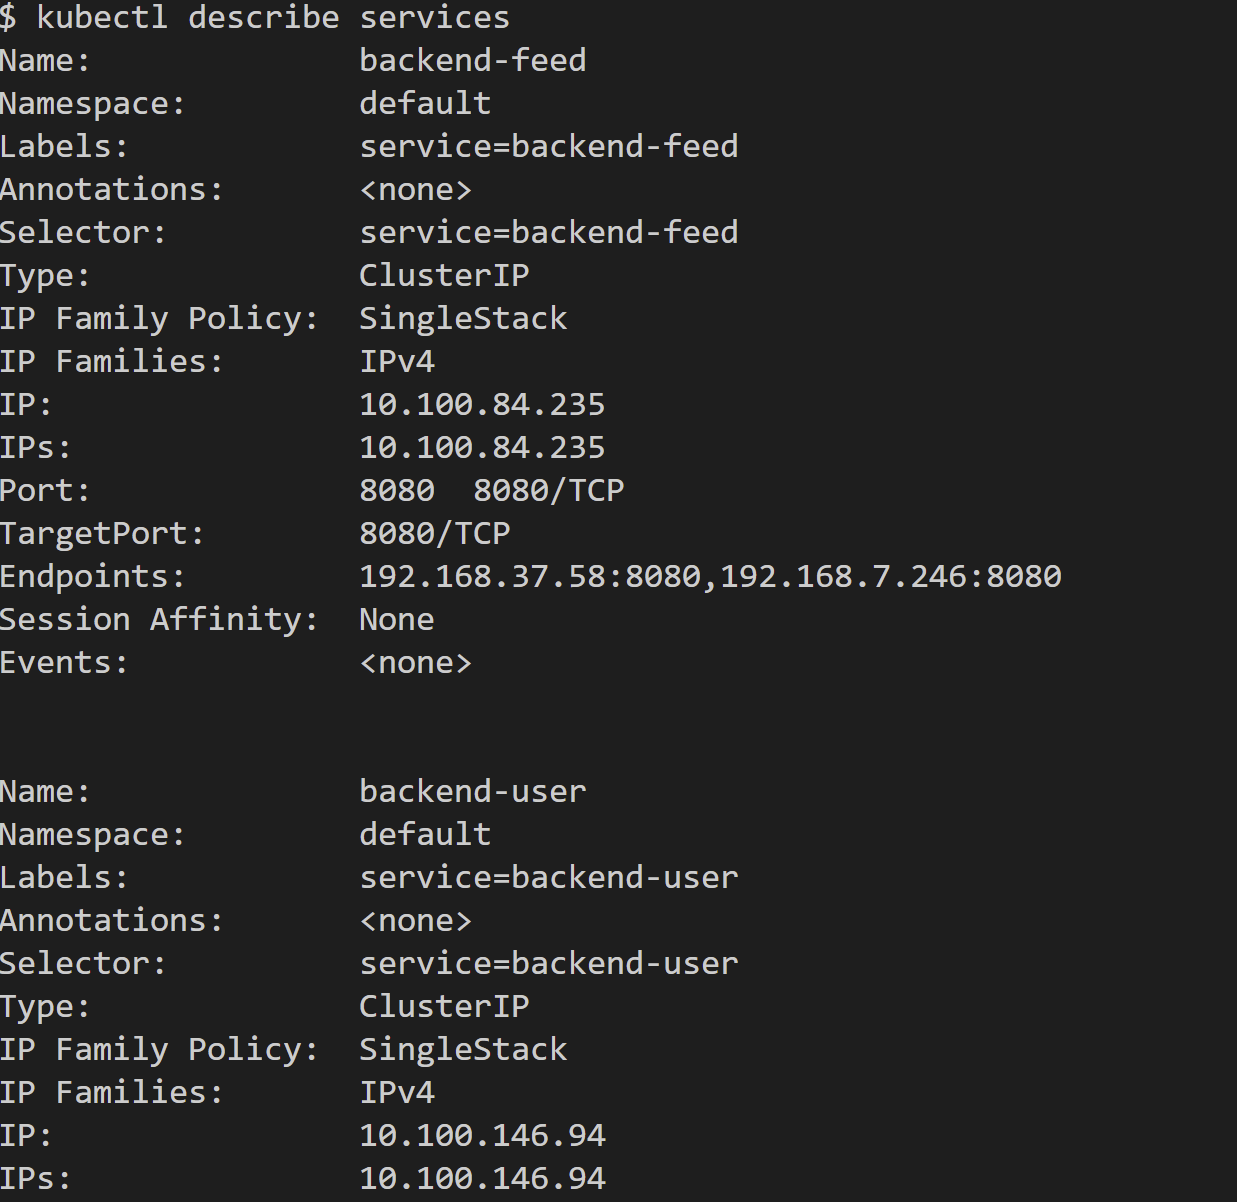 $ kubectl describe services
Name:              backend-feed
Namespace:         default
Labels:            service=backend-feed
Annotations:       <none>
Selector:          service=backend-feed
Type:              ClusterIP
IP Family Policy:  SingleStack
IP Families:       IPv4
IP:                10.100.84.235
IPs:               10.100.84.235
Port:              8080  8080/TCP
TargetPort:        8080/TCP
Endpoints:         192.168.37.58:8080,192.168.7.246:8080
Session Affinity:  None
Events:            <none>
Name:              backend-user
Namespace:         default
Labels:            service=backend-user
Annotations:       <none>
Selector:          service=backend-user
Type:              ClusterIP
IP Family Policy:  SingleStack
IP Families:       IPv4
IP:                10.100.146.94
IPs:               10.100.146.94